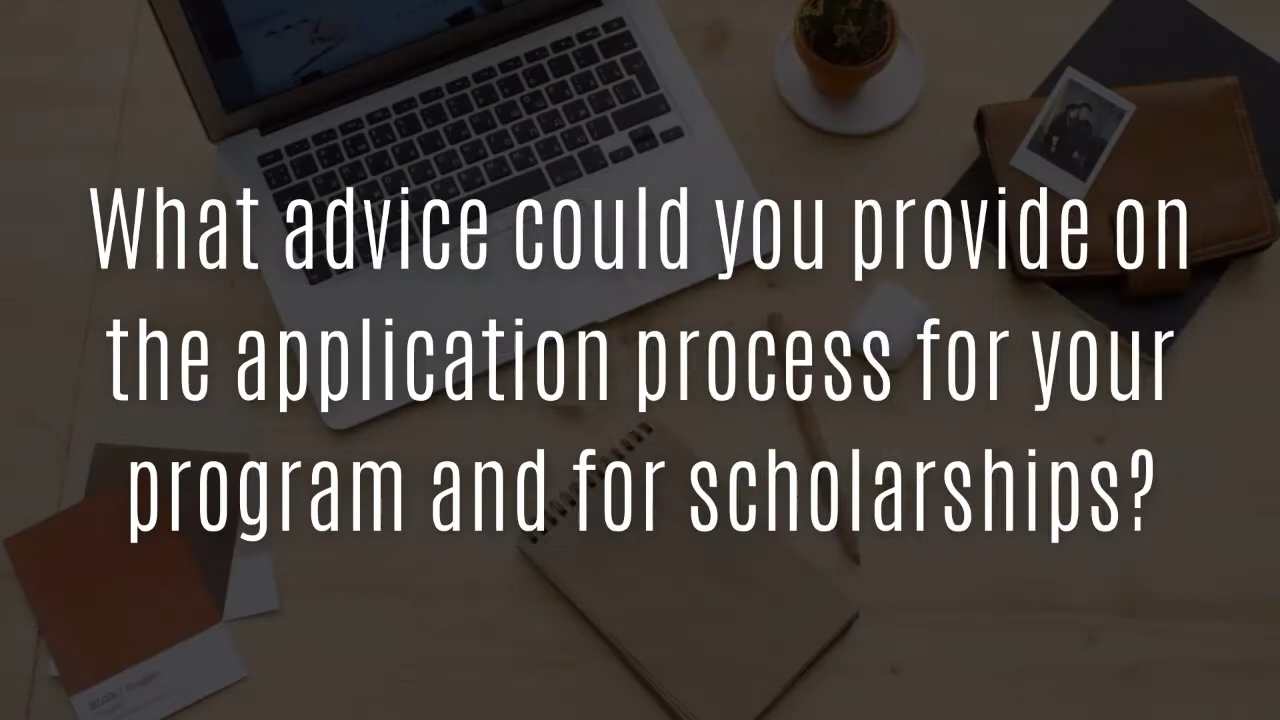 What advice could you provide on
the application process for your
program and for scholarships?